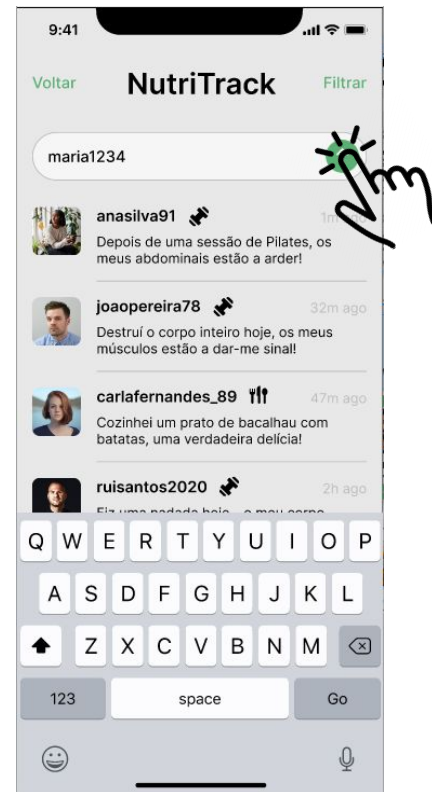 9:41
Voltar NutriTrack Filtrar
maria1234
anasilva91 1m ago
Depois de uma sessão de Pilates, os
meus abdominais estão a arder!
joaopereira78 32m ago
Destruí o corpo inteiro hoje, os meus
músculos estão a dar-me sinal!
carlafernandes_89 47m ago
Cozinhei um prato de bacalhau com
batatas, uma verdadeira delícia!
ruisantos2020 2h ago
Q W E R T Y U I O P
A S D F G H J K L
Z X C V B N M
123 space Go